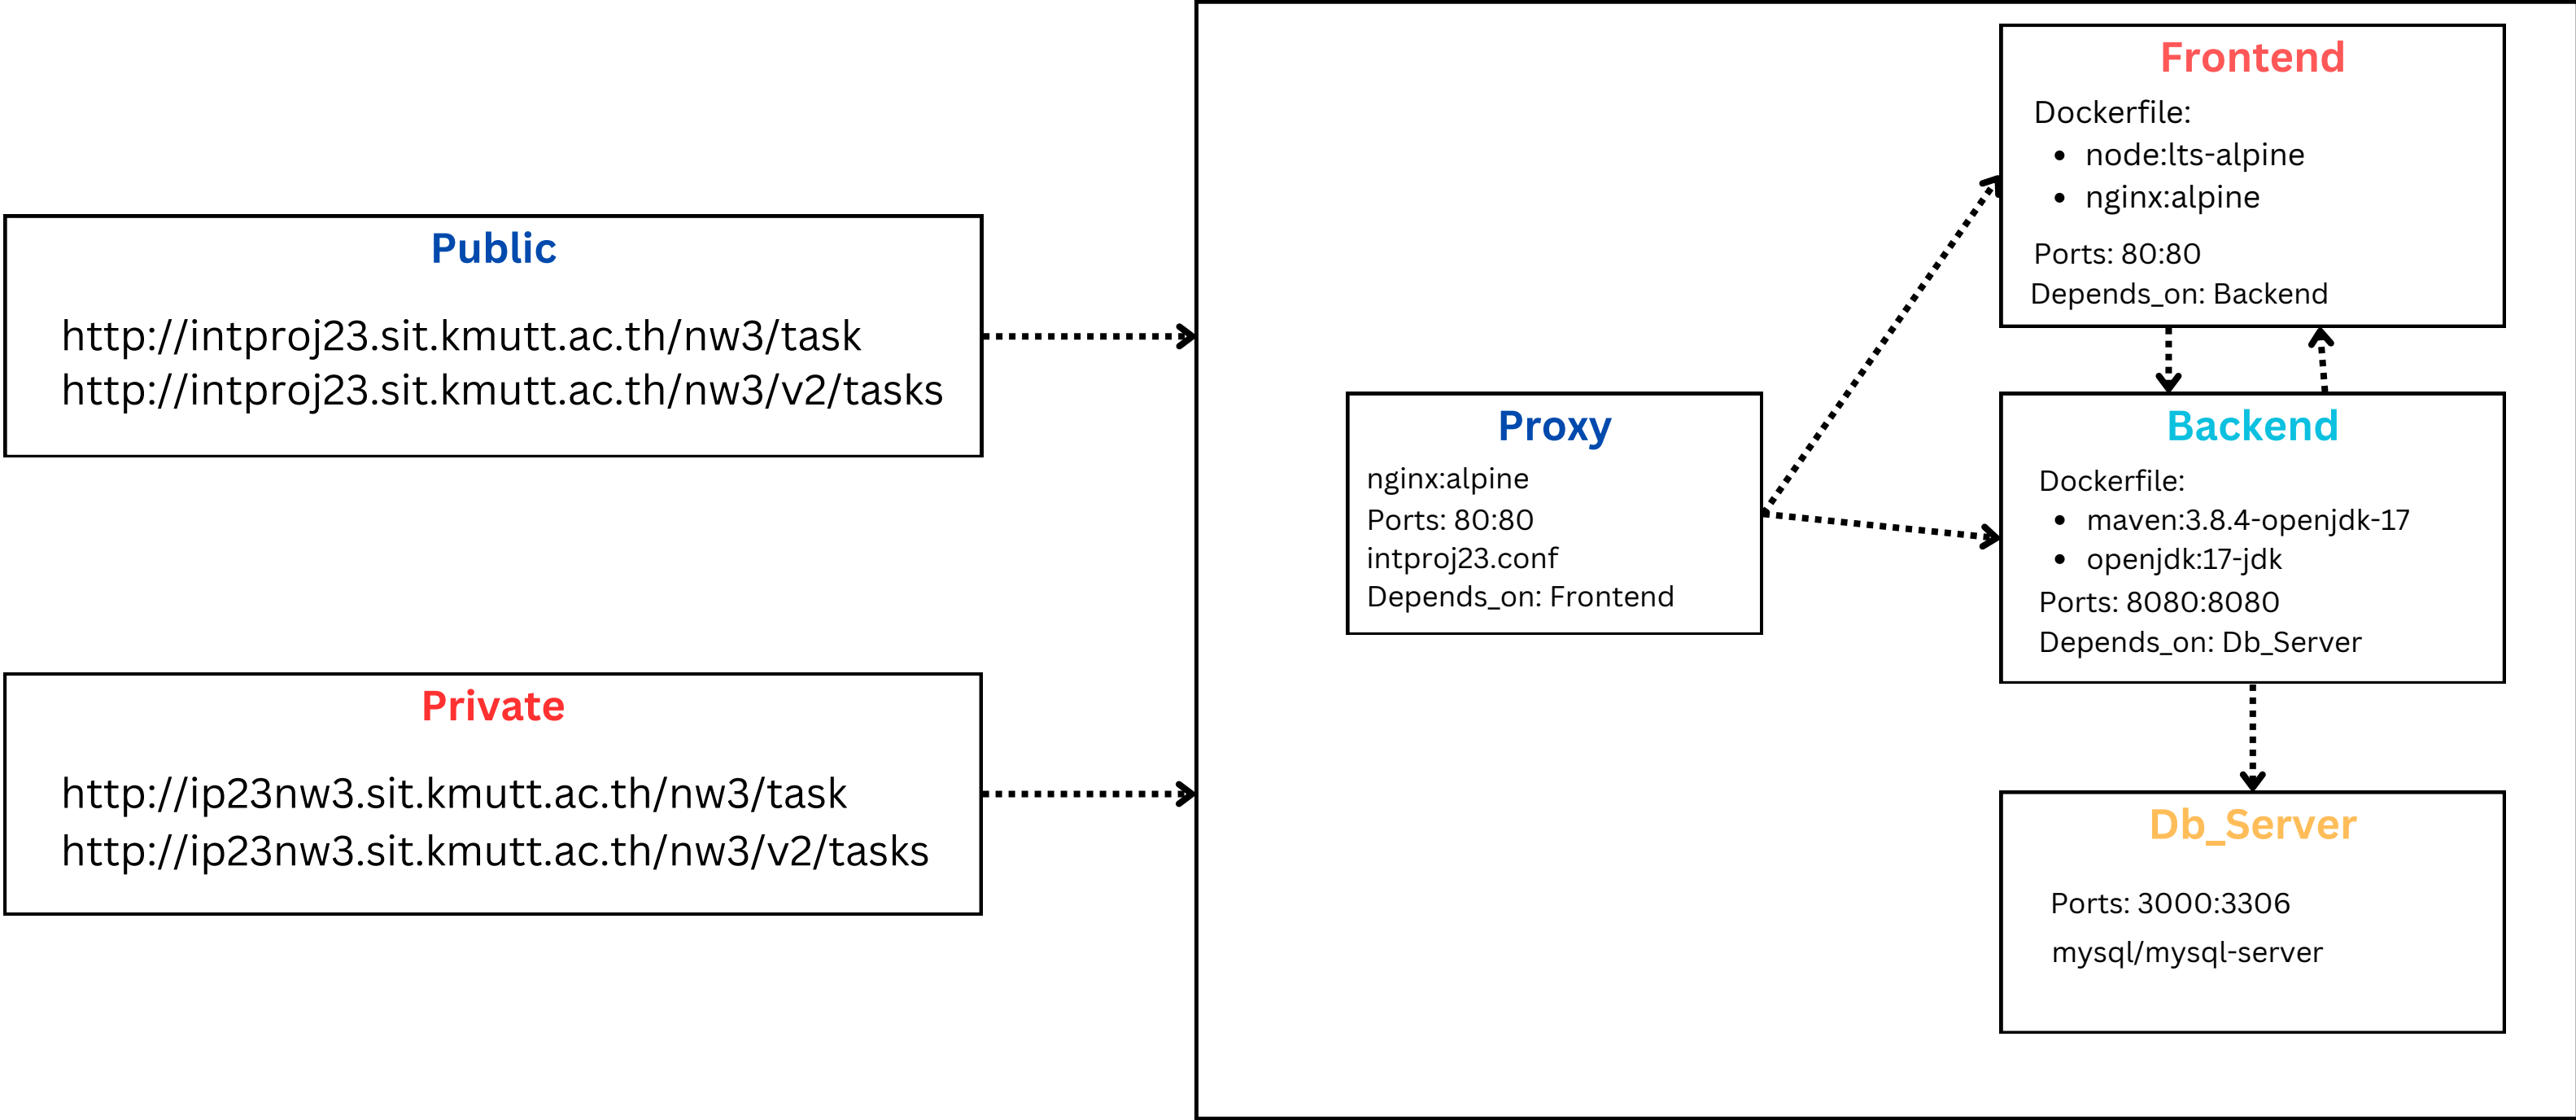 Public
http://intproj23.sit.kmutt.ac.th/nw3/task
http://intproj23.sit.kmutt.ac.th/nw3/v2/tasks
Private
http://ip23nw3.sit.kmutt.ac.th/nw3/task
http://ip23nw3.sit.kmutt.ac.th/nw3/v2/tasks
Proxy
nginx:alpine
Ports: 80:80
intproj23.conf
Depends_on: Frontend
Frontend
Dockerfile:
• node:lts-alpine
• nginx:alpine
Ports: 80:80
Depends_on: Backend
Backend
Dockerfile:
• maven:3.8.4-openjdk-17
• openjdk:17-jdk
Ports: 8080:8080
Depends_on: Db_Server
Db_Server
Ports: 3000:3306
mysql/mysql-server